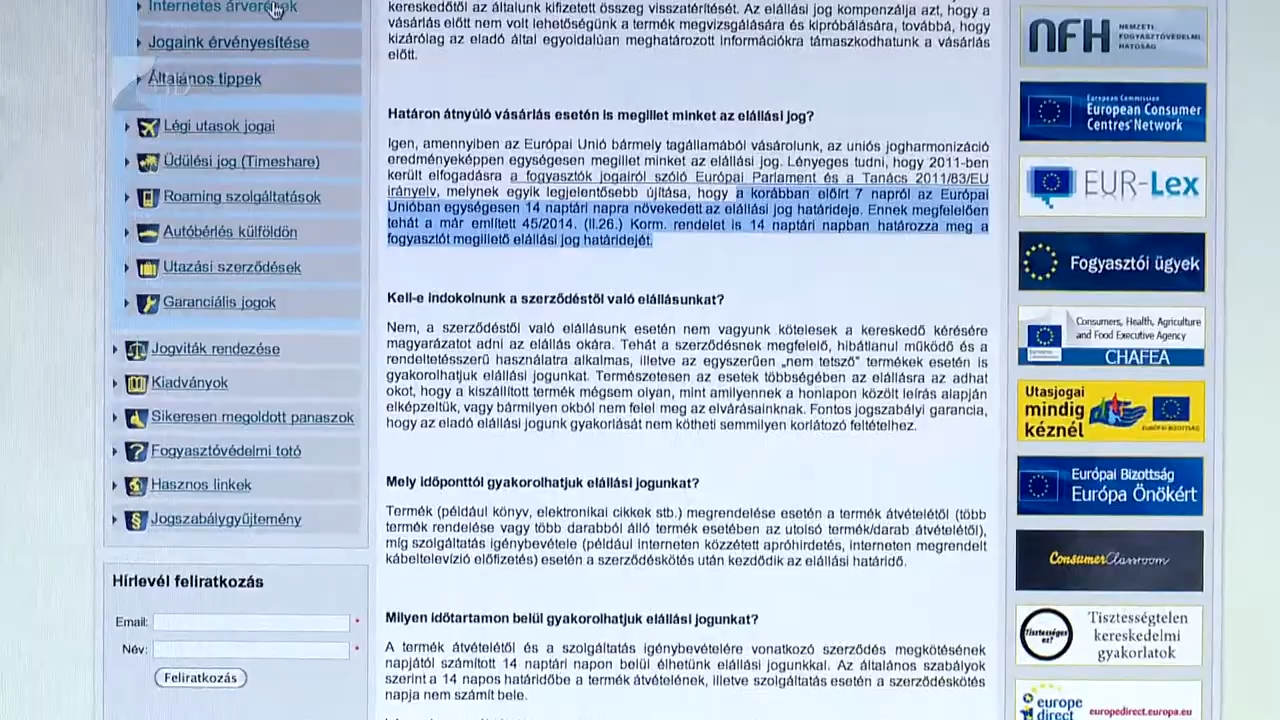 Internetes árverések
Jogaink érvényesítése
Általános tippek
Légi utasok jogai
Üdülési jog (Timeshare)
Roaming szolgáltatások
Autóbérlés külföldön
Utazási szerződések
Garanciális jogok
Jogviták rendezése
Kiadványok
Sikeresen megoldott panaszok
Fogyasztóvédelmi totó
Hasznos linkek
Jogszabálygyűjtemény
Hírlevél feliratkozás
Email: *
Név: *
Feliratkozás
kereskedőtől az általunk kifizetett összeg visszatérítését. Az elállási jog kompenzálja azt, hogy a
vásárlás előtt nem volt lehetőségünk a termék megvizsgálására és kipróbálására, továbbá, hogy
kizárólag az eladó által egyoldalúan meghatározott információkra támaszkodhatunk a vásárlás
előtt.
Határon átnyúló vásárlás esetén is megillet minket az elállási jog?
Igen, amennyiben az Európai Unió bármely tagállamából vásárolunk, az uniós jogharmonizáció
eredményeképpen egységesen megillet minket az elállási jog. Lényeges tudni, hogy 2011-ben
került elfogadásra a fogyasztók jogairól szóló Európai Parlament és a Tanács 2011/83/EU
irányelv, melynek egyik legjelentősebb újítása, hogy a korábban előírt 7 napról az Európai
Unióban egységesen 14 naptári napra növekedett az elállási jog határideje. Ennek megfelelően
tehát a már említett 45/2014. (II.26.) Korm. rendelet is 14 naptári napban határozza meg a
fogyasztót megillető elállási jog határidejét.
Kell-e indokolnunk a szerződéstől való elállásunkat?
Nem, a szerződéstől való elállásunk esetén nem vagyunk kötelesek a kereskedő kérésére
magyarázatot adni az elállás okára. Tehát a szerződésnek megfelelő, hibátlanul működő és a
rendeltetésszerű használatra alkalmas, illetve az egyszerűen „nem tetsző” termékek esetén is
gyakorolhatjuk elállási jogunkat. Természetesen az esetek többségében az elállásra az adhat
okot, hogy a kiszállított termék mégsem olyan, mint amilyennek a honlapon közölt leírás alapján
elképzeltük, vagy bármilyen okból nem felel meg az elvárásainknak. Fontos jogszabályi garancia,
hogy az eladó elállási jogunk gyakorlását nem kötheti semmilyen korlátozó feltételhez.
Mely időponttól gyakorolhatjuk elállási jogunkat?
Termék (például könyv, elektronikai cikkek stb.) megrendelése esetén a termék átvételétől (több
termék rendelése vagy több darabból álló termék esetében az utolsó termék/darab átvételétől),
míg szolgáltatás igénybevétele (például interneten közzétett apróhirdetés, interneten megrendelt
kábeltelevízió előfizetés) esetén a szerződéskötés után kezdődik az elállási határidő.
Milyen időtartamon belül gyakorolhatjuk elállási jogunkat?
A termék átvételétől és a szolgáltatás igénybevételére vonatkozó szerződés megkötésének
napjától számított 14 naptári napon belül élhetünk elállási jogunkkal. Az általános szabályok
szerint a 14 napos határidőbe a termék átvételének, illetve szolgáltatás esetén a szerződéskötés
napja nem számít bele.
NFH NEMZETI
FOGYASZTÓVÉDELMI
HATÓSÁG
European Commission
European Consumer
Centres' Network
EUR-Lex
Fogyasztói ügyek
Consumers, Health, Agriculture
and Food Executive Agency
CHAFEA
Utasjogai
mindig
kéznél
EURÓPAI BIZOTTSÁG
Európai Bizottság
Európa Önökért
ConsumerClassroom
Tisztességes
ez?
Tisztességtelen
kereskedelmi
gyakorlatok
europe
direct
europedirect.europa.eu